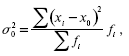 σ₀² = ∑(xᵢ − x₀)² / ∑fᵢ fᵢ ,